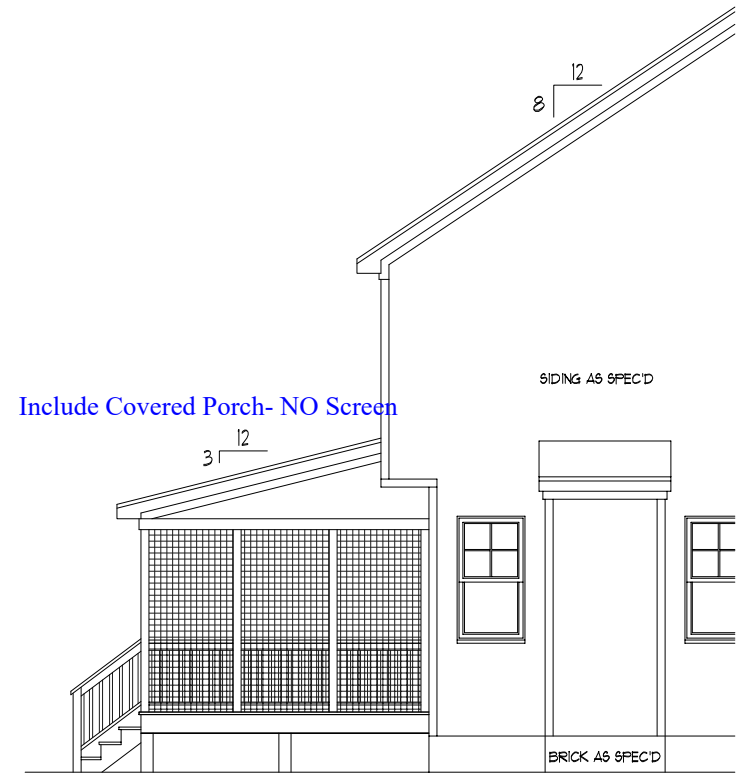 12
8
SIDING AS SPEC'D
Include Covered Porch- NO Screen
12
3
BRICK AS SPEC'D